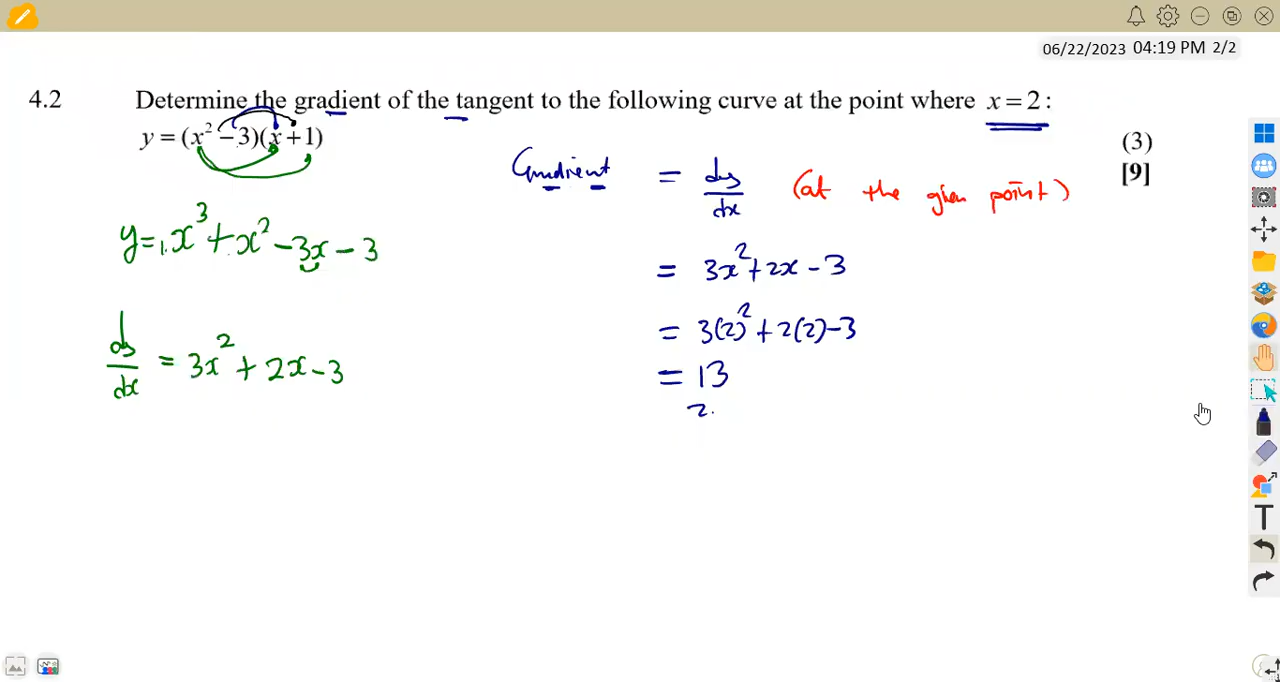 06/22/2023 04:19 PM 2/2
4.2 Determine the gradient of the tangent to the following curve at the point where x = 2 :
y = (x² − 3)(x + 1)
(3)
[9]
y = 1.x³ + x² − 3x − 3
dy/dx = 3x² + 2x − 3
Gradient = dy/dx (at the given point)
= 3x² + 2x − 3
= 3(2)² + 2(2) − 3
= 13
2.
T